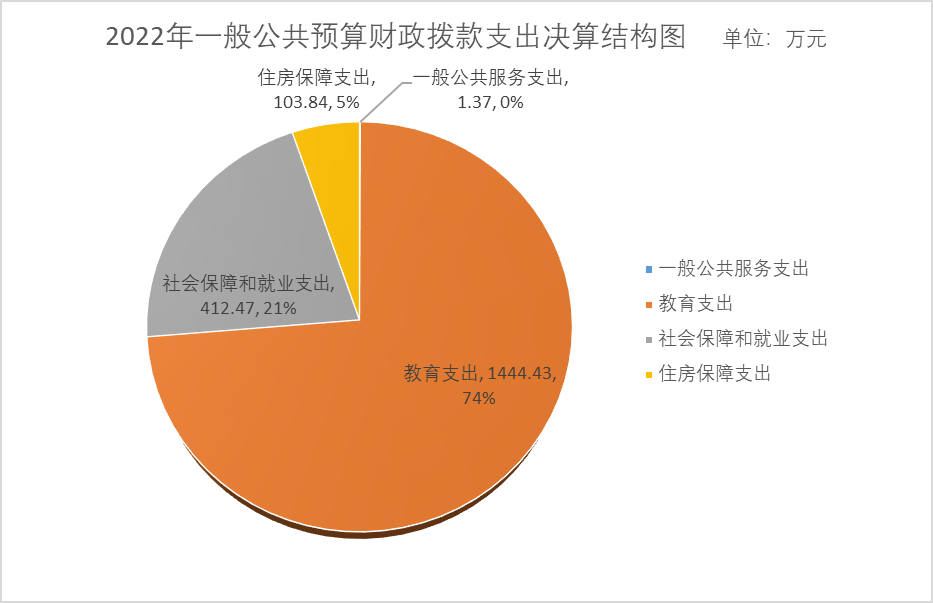 2022年一般公共预算财政拨款支出决算结构图 单位：万元
住房保障支出,
103.84, 5%
一般公共服务支出,
1.37, 0%
社会保障和就业支出,
412.47, 21%
教育支出, 1444.43,
74%
一般公共服务支出
教育支出
社会保障和就业支出
住房保障支出